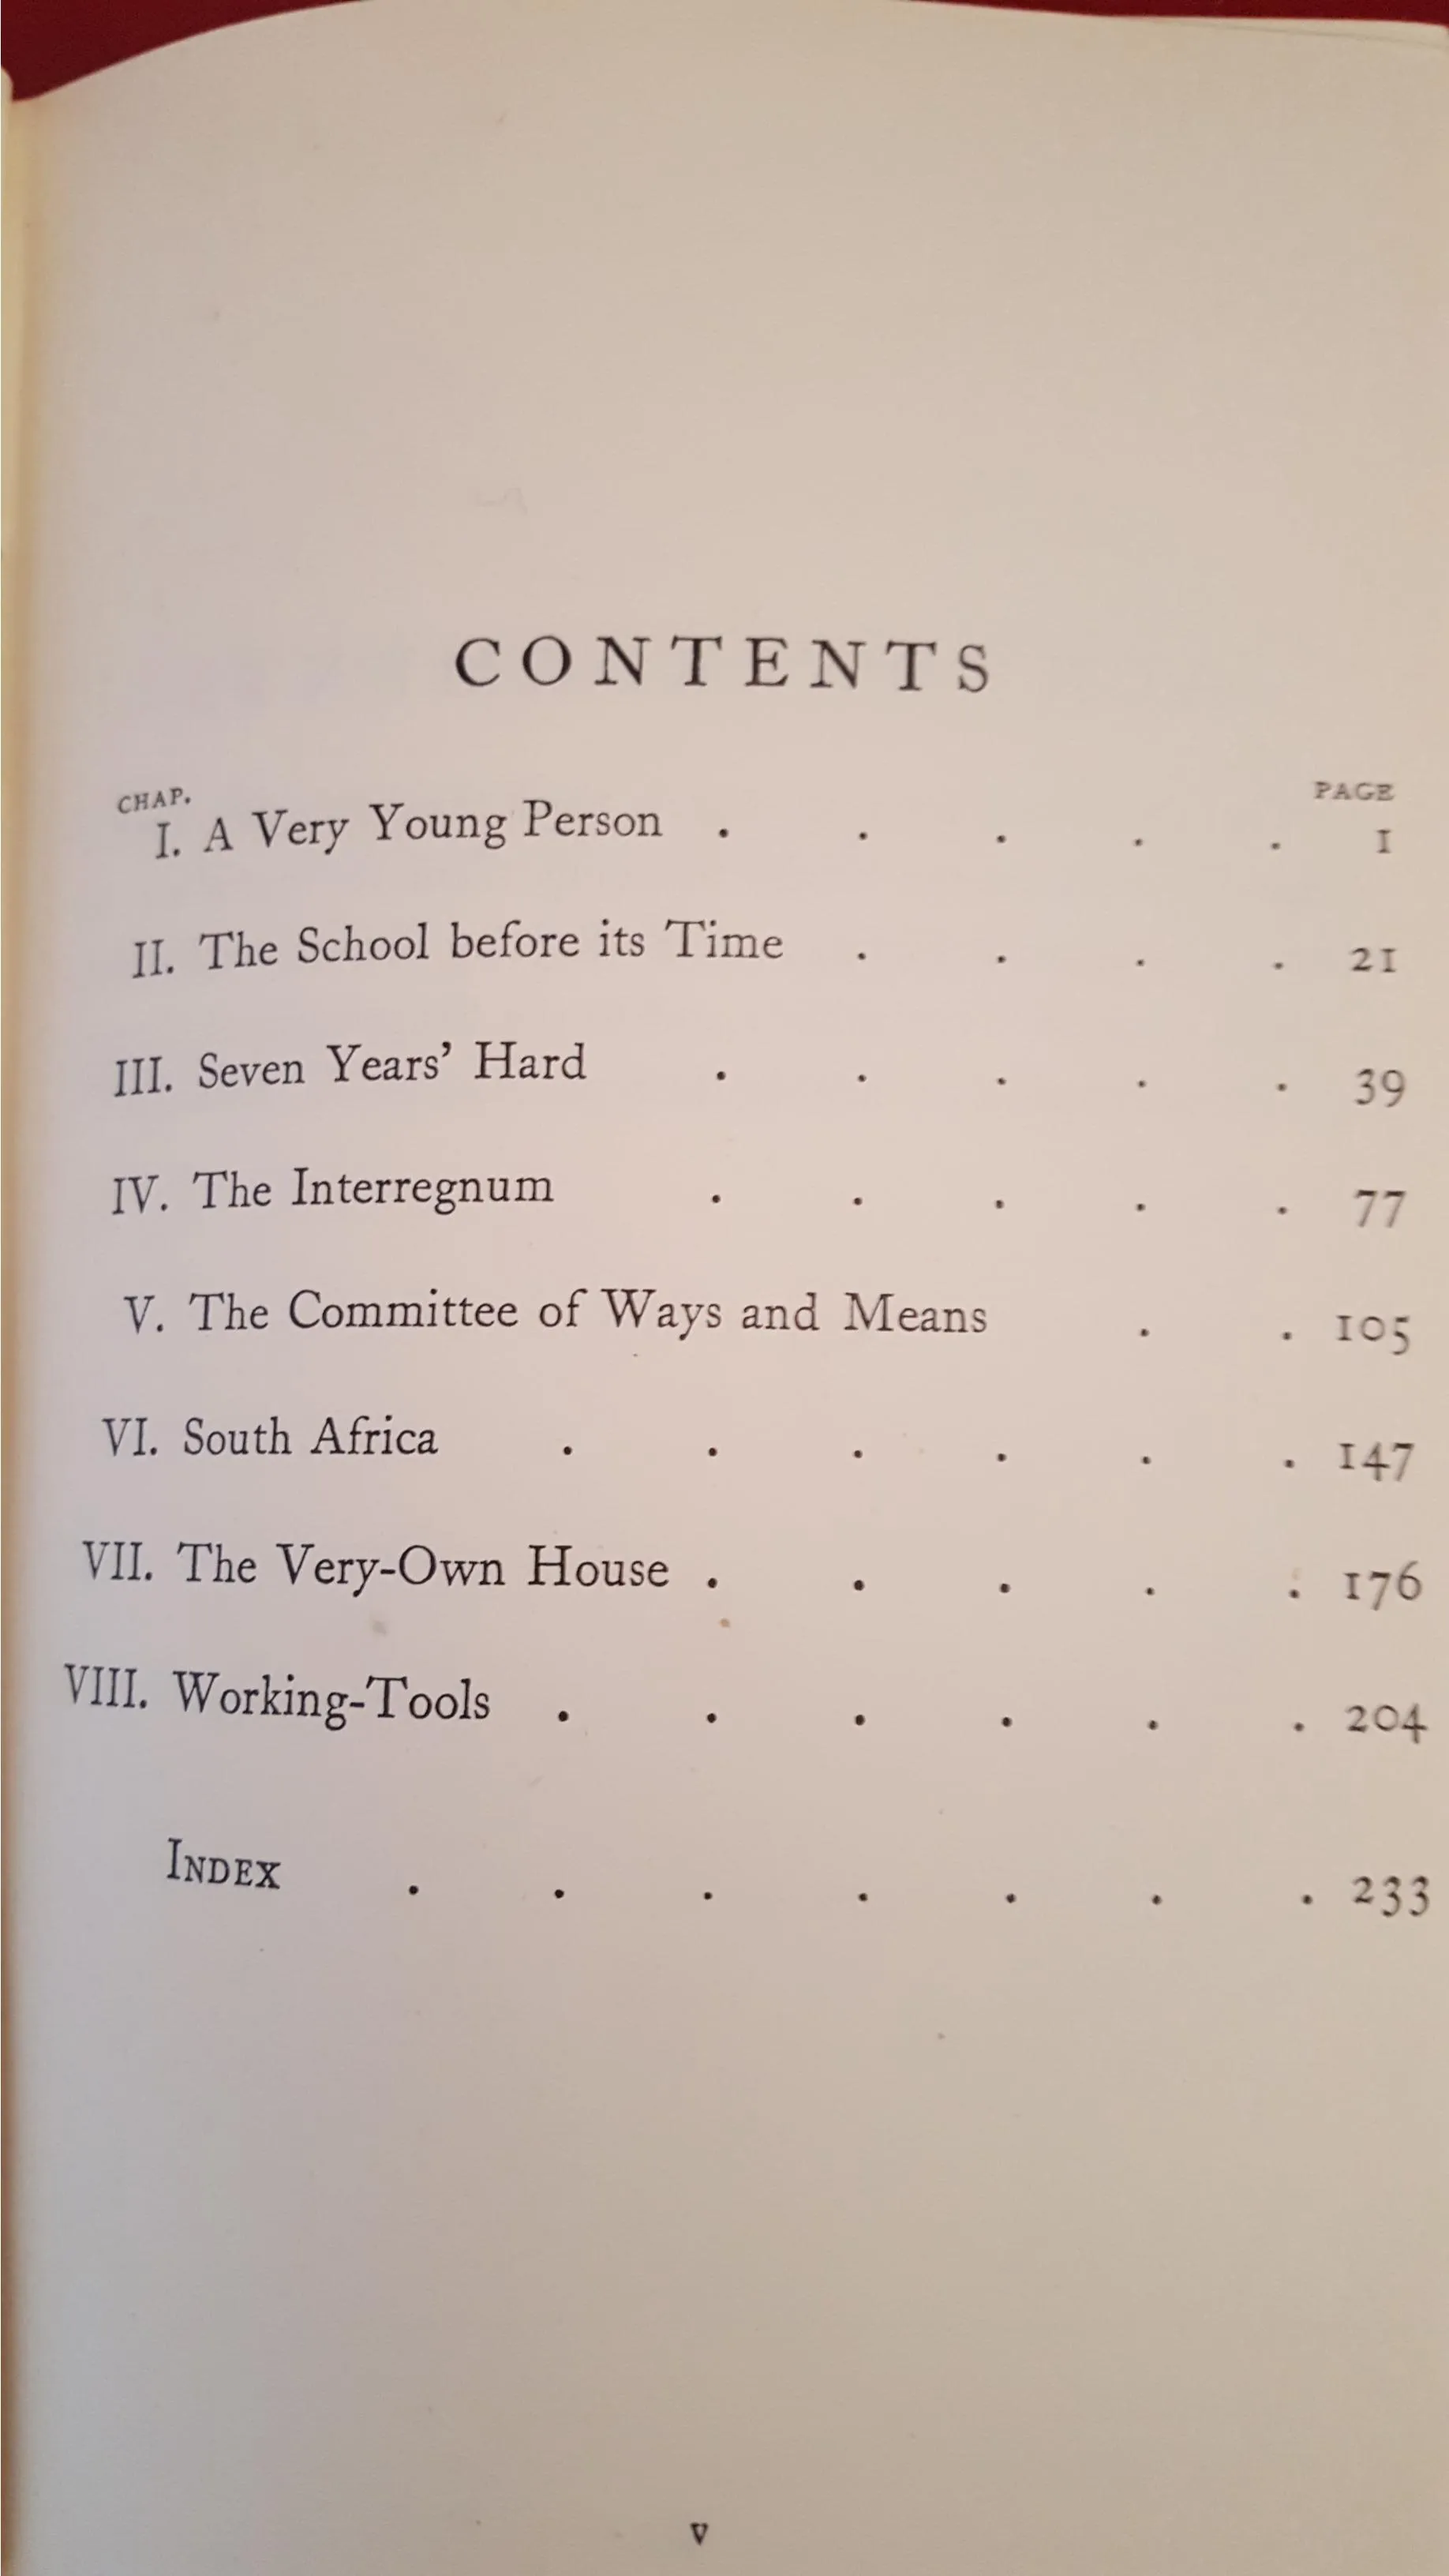 CONTENTS
CHAP. PAGE
I. A Very Young Person . . . . . 1
II. The School before its Time . . . . 21
III. Seven Years’ Hard . . . . . 39
IV. The Interregnum . . . . . 77
V. The Committee of Ways and Means . . 105
VI. South Africa . . . . . . 147
VII. The Very-Own House . . . . . 176
VIII. Working-Tools . . . . . . 204
INDEX . . . . . . . 233
v